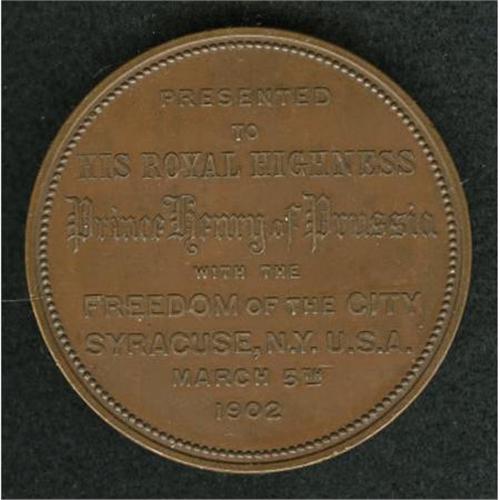 PRESENTED
TO
HIS ROYAL HIGHNESS
Prince Henry of Prussia
WITH THE
FREEDOM OF THE CITY
SYRACUSE, N.Y. U.S.A.
MARCH 5TH
1902